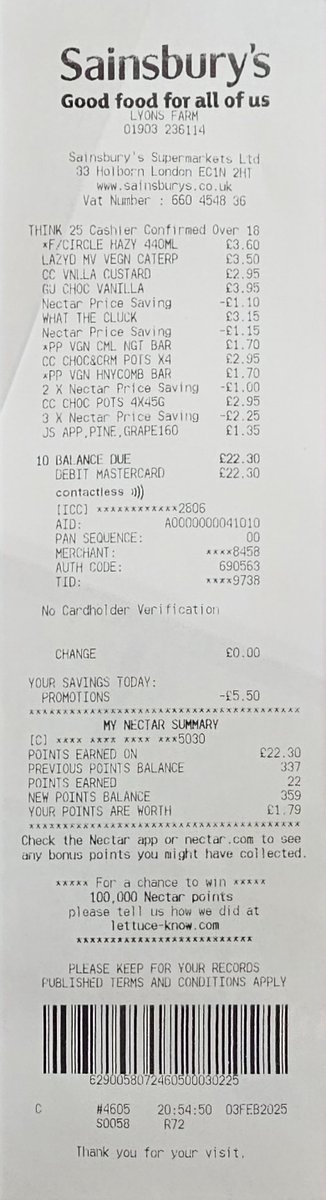 Sainsbury's
Good food for all of us
LYONS FARM
01903 236114
Sainsbury's Supermarkets Ltd
33 Holborn London EC1N 2HT
www.sainsburys.co.uk
Vat Number : 660 4548 36
THINK 25 Cashier Confirmed Over 18
*F/CIRCLE HAZY 440ML £3.60
LAZYD MV VEGN CATERP £3.50
CC VNLLA CUSTARD £2.95
GU CHOC VANILLA £3.95
Nectar Price Saving -£1.10
WHAT THE CLUCK £3.15
Nectar Price Saving -£1.15
*PP VGN CML NGT BAR £1.70
CC CHOC&CRM POTS X4 £2.95
*PP VGN HNYCOMB BAR £1.70
2 X Nectar Price Saving -£1.00
CC CHOC POTS 4X45G £2.95
3 X Nectar Price Saving -£2.25
JS APP,PINE,GRAPE160 £1.35
10 BALANCE DUE £22.30
DEBIT MASTERCARD £22.30
contactless )))
[ICC] ************2806
AID: A0000000041010
PAN SEQUENCE: 00
MERCHANT: ****8458
AUTH CODE: 690563
TID: ****9738
No Cardholder Verification
CHANGE £0.00
YOUR SAVINGS TODAY:
PROMOTIONS -£5.50
****************************************
MY NECTAR SUMMARY
[C] **** **** **** ***5030
POINTS EARNED ON £22.30
PREVIOUS POINTS BALANCE 337
POINTS EARNED 22
NEW POINTS BALANCE 359
YOUR POINTS ARE WORTH £1.79
****************************************
Check the Nectar app or nectar.com to see
any bonus points you might have collected.
***** For a chance to win *****
100,000 Nectar points
please tell us how we did at
lettuce-know.com
**************************
PLEASE KEEP FOR YOUR RECORDS
PUBLISHED TERMS AND CONDITIONS APPLY
6290058072460500030225
C #4605 20:54:50 03FEB2025
S0058 R72
Thank you for your visit.